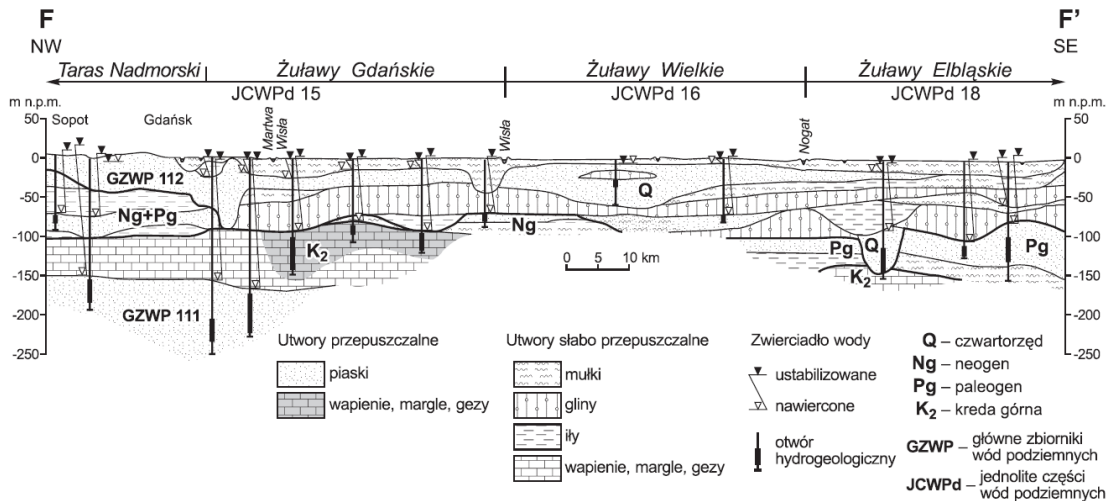 F
NW
F’
SE
Taras Nadmorski
Żuławy Gdańskie
Żuławy Wielkie
Żuławy Elbląskie
JCWPd 15
JCWPd 16
JCWPd 18
m n.p.m.
m n.p.m.
Sopot
Gdańsk
Martwa
Wisła
Wisła
Nogat
50
0
-50
-100
-150
-200
-250
50
0
-50
-100
-150
-200
-250
GZWP 112
Ng+Pg
GZWP 111
K2
Ng
Q
Pg
Q
K2
Pg
0 5 10 km
Utwory przepuszczalne
piaski
wapienie, margle, gezy
Utwory słabo przepuszczalne
mułki
gliny
iły
wapienie, margle, gezy
Zwierciadło wody
ustabilizowane
nawiercone
otwór
hydrogeologiczny
Q – czwartorzęd
Ng – neogen
Pg – paleogen
K2 – kreda górna
GZWP – główne zbiorniki
wód podziemnych
JCWPd – jednolite części
wód podziemnych